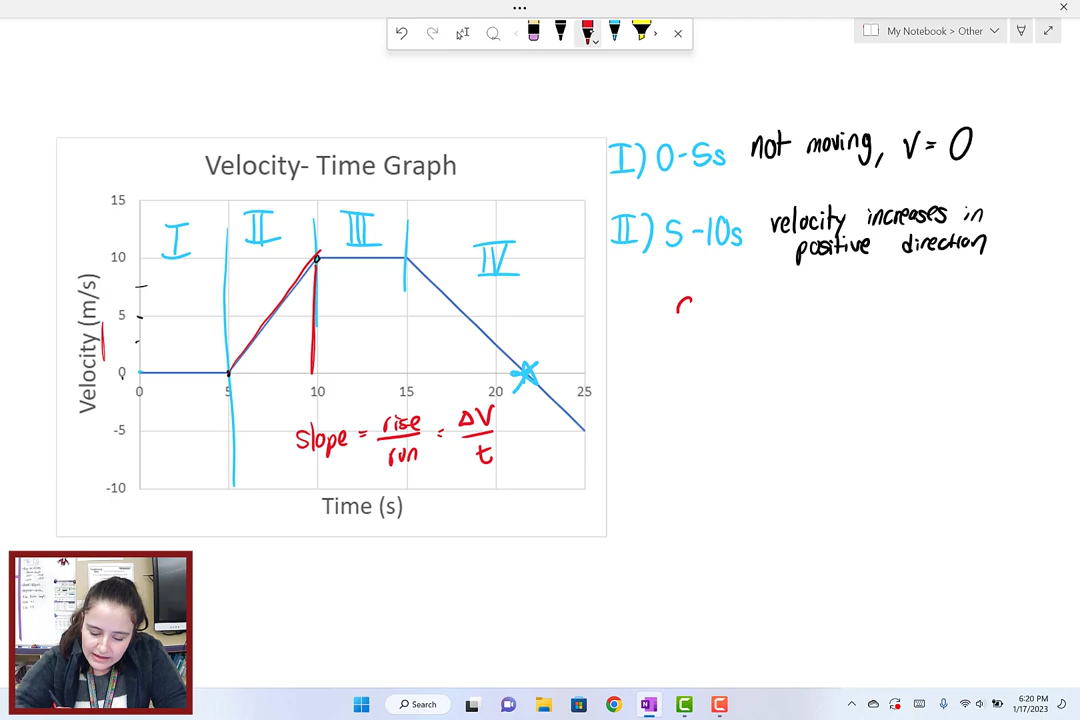 My Notebook > Other
Velocity- Time Graph
I) 0-5s not moving, v = 0
II) 5-10s velocity increases in
positive direction
I
II
III
IV
15
10
5
0
-5
-10
Velocity (m/s)
0
5
10
15
20
25
slope = rise/run = ΔV/t
Time (s)
Search
6:20 PM
1/17/2023